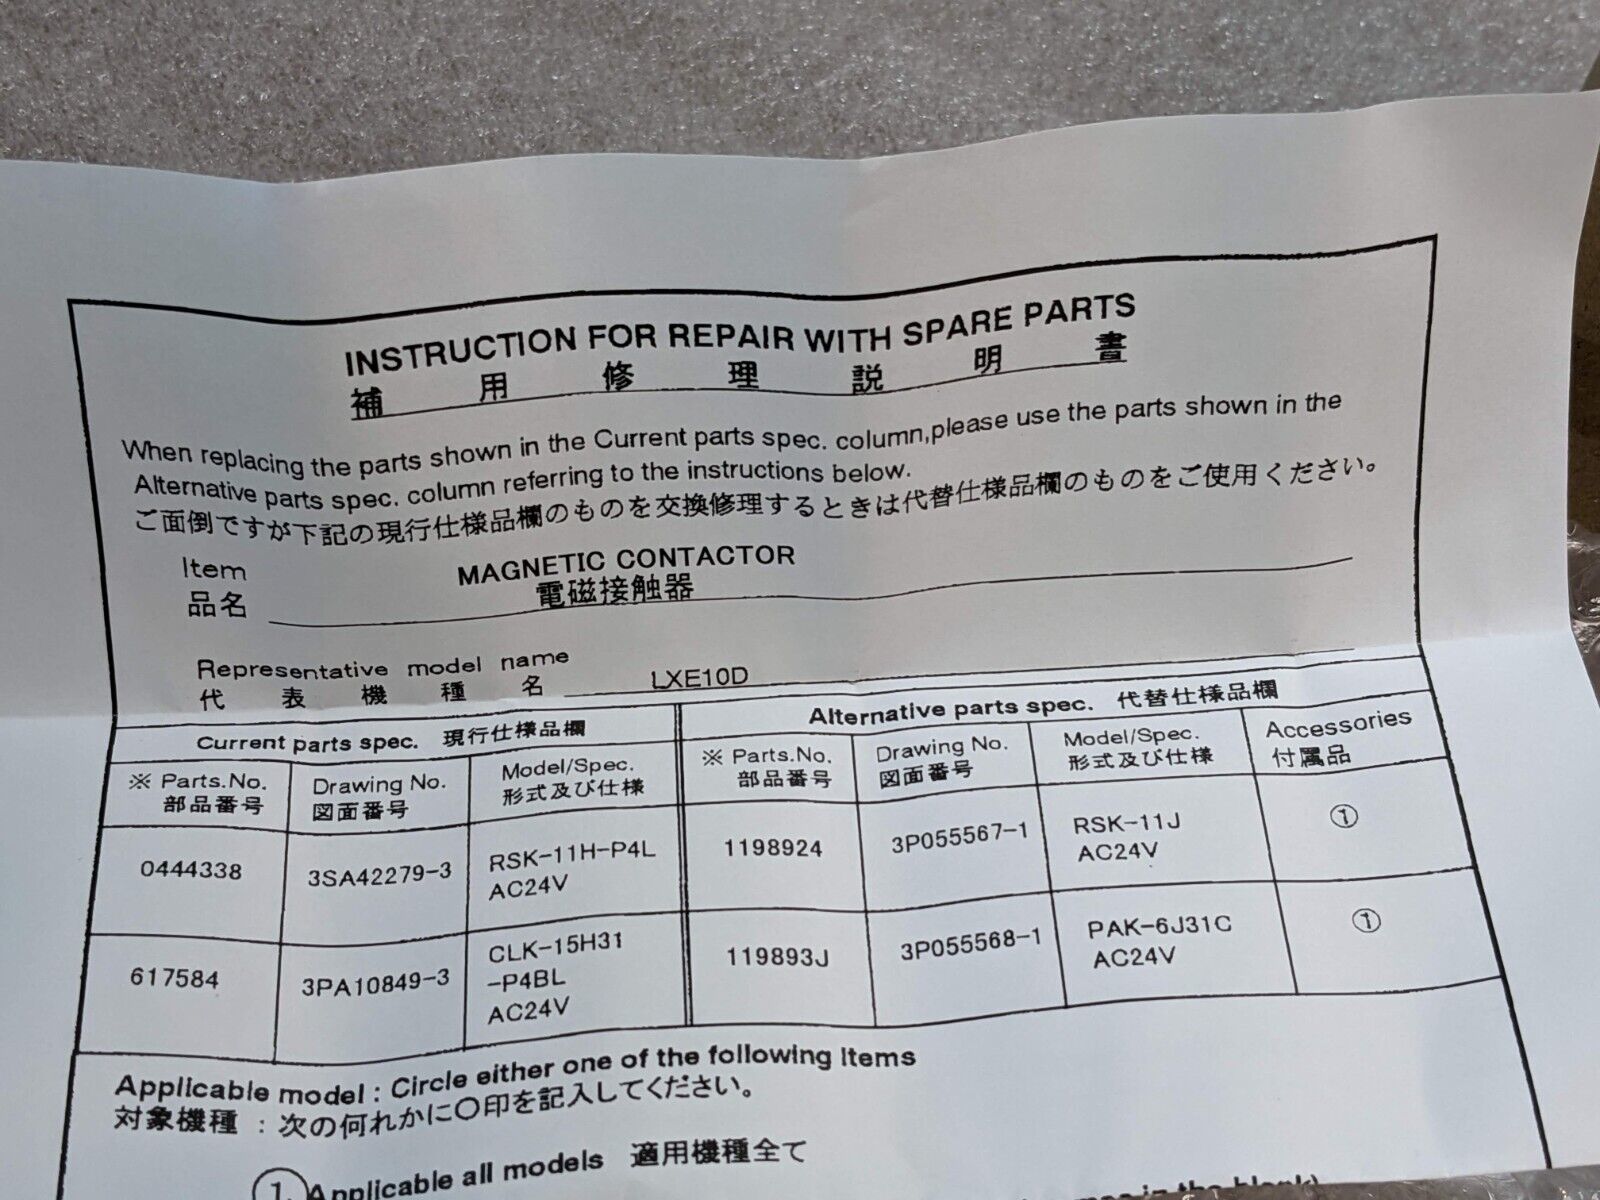 INSTRUCTION FOR REPAIR WITH SPARE PARTS
補用修理説明書
When replacing the parts shown in the Current parts spec. column,please use the parts shown in the
Alternative parts spec. column referring to the instructions below.
ご面倒ですが下記の現行仕様品欄のものを交換修理するときは代替仕様品欄のものをご使用ください。
Item MAGNETIC CONTACTOR
品名 電磁接触器
Representative model name
代表機種名 LXE10D
Current parts spec. 現行仕様品欄 Alternative parts spec. 代替仕様品欄
※ Parts.No. Drawing No. Model/Spec. ※ Parts.No. Drawing No. Model/Spec. Accessories
部品番号 図面番号 形式及び仕様 部品番号 図面番号 形式及び仕様 付属品
0444338 3SA42279-3 RSK-11H-P4L 1198924 3P055567-1 RSK-11J ①
AC24V AC24V
617584 3PA10849-3 CLK-15H31 119893J 3P055568-1 PAK-6J31C ①
-P4BL AC24V
AC24V
Applicable model : Circle either one of the following Items
対象機種 : 次の何れかに〇印を記入してください。
1. Applicable all models 適用機種全て
in the blank)